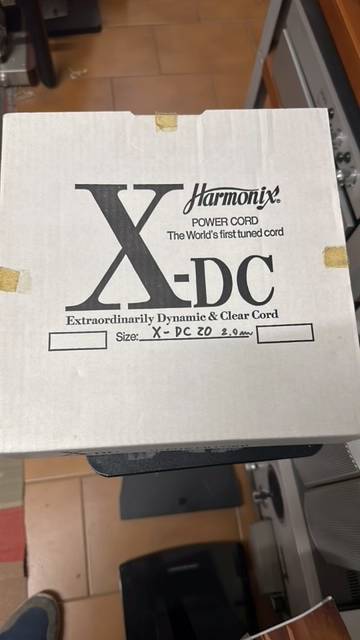 Harmonix®
POWER CORD
The World's first tuned cord
X-DC
Extraordinarily Dynamic & Clear Cord
Size: X-DC 20 2.0m